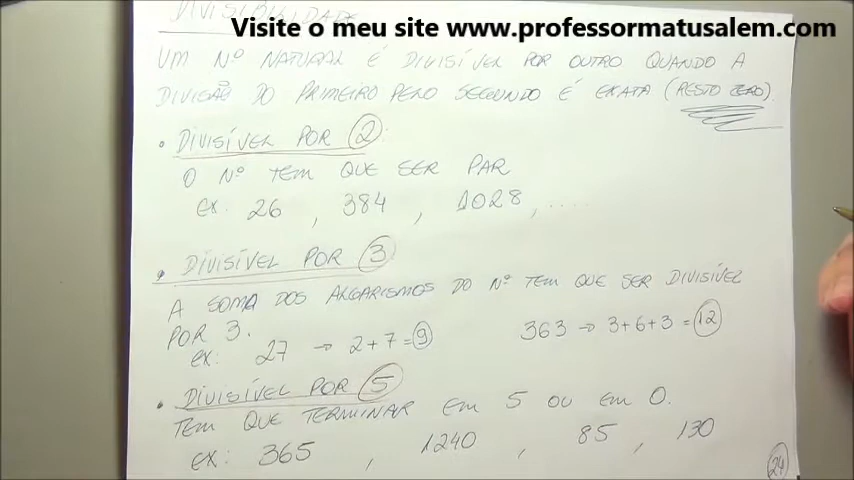 DIVISIBILIDADE
Visite o meu site www.professormatusalem.com
UM Nº NATURAL É DIVISÍVEL POR OUTRO QUANDO A
DIVISÃO DO PRIMEIRO PELO SEGUNDO É EXATA (RESTO ZERO).
• DIVISÍVEL POR 2:
O Nº TEM QUE SER PAR
ex: 26 , 384 , 1028 , .....
• DIVISÍVEL POR 3
A SOMA DOS ALGARISMOS DO Nº TEM QUE SER DIVISÍVEL
POR 3.
ex: 27 → 2+7=9 363 → 3+6+3=12
• DIVISÍVEL POR 5
TEM QUE TERMINAR em 5 OU em 0.
ex: 365 , 1240 , 85 , 130
24